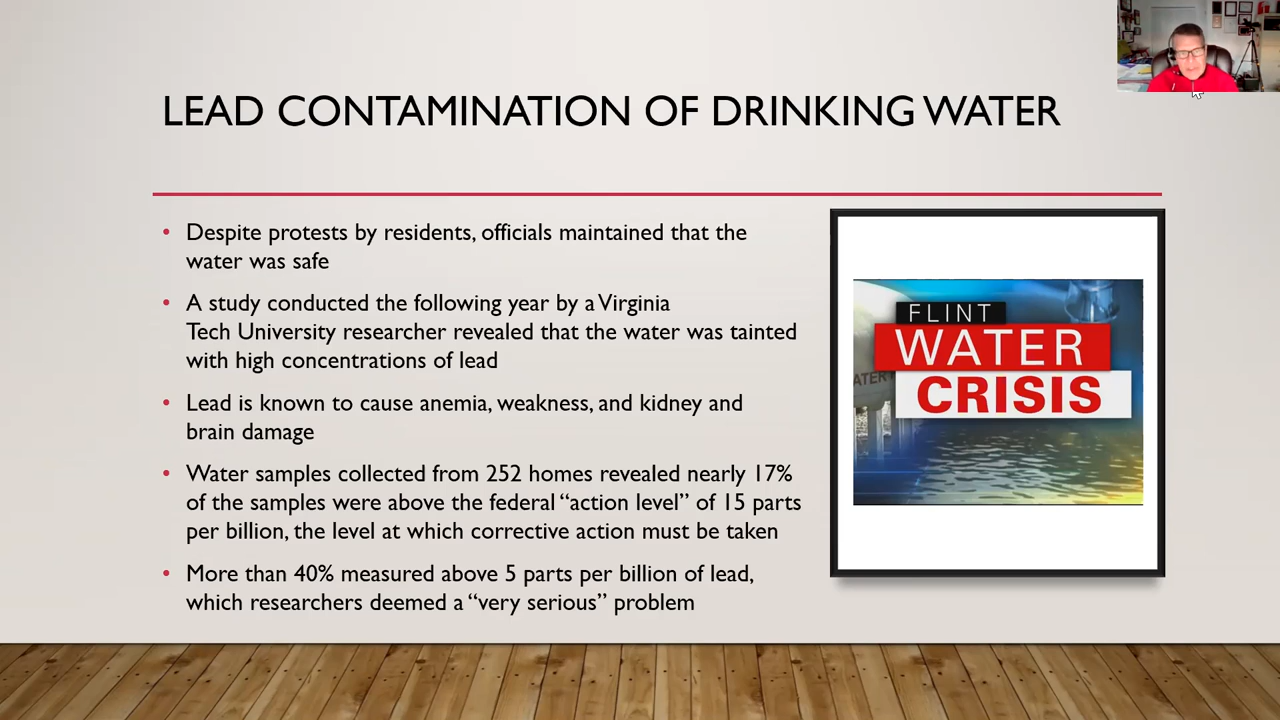 LEAD CONTAMINATION OF DRINKING WATER
• Despite protests by residents, officials maintained that the
water was safe
• A study conducted the following year by a Virginia
Tech University researcher revealed that the water was tainted
with high concentrations of lead
• Lead is known to cause anemia, weakness, and kidney and
brain damage
• Water samples collected from 252 homes revealed nearly 17%
of the samples were above the federal “action level” of 15 parts
per billion, the level at which corrective action must be taken
• More than 40% measured above 5 parts per billion of lead,
which researchers deemed a “very serious” problem
FLINT
WATER
CRISIS